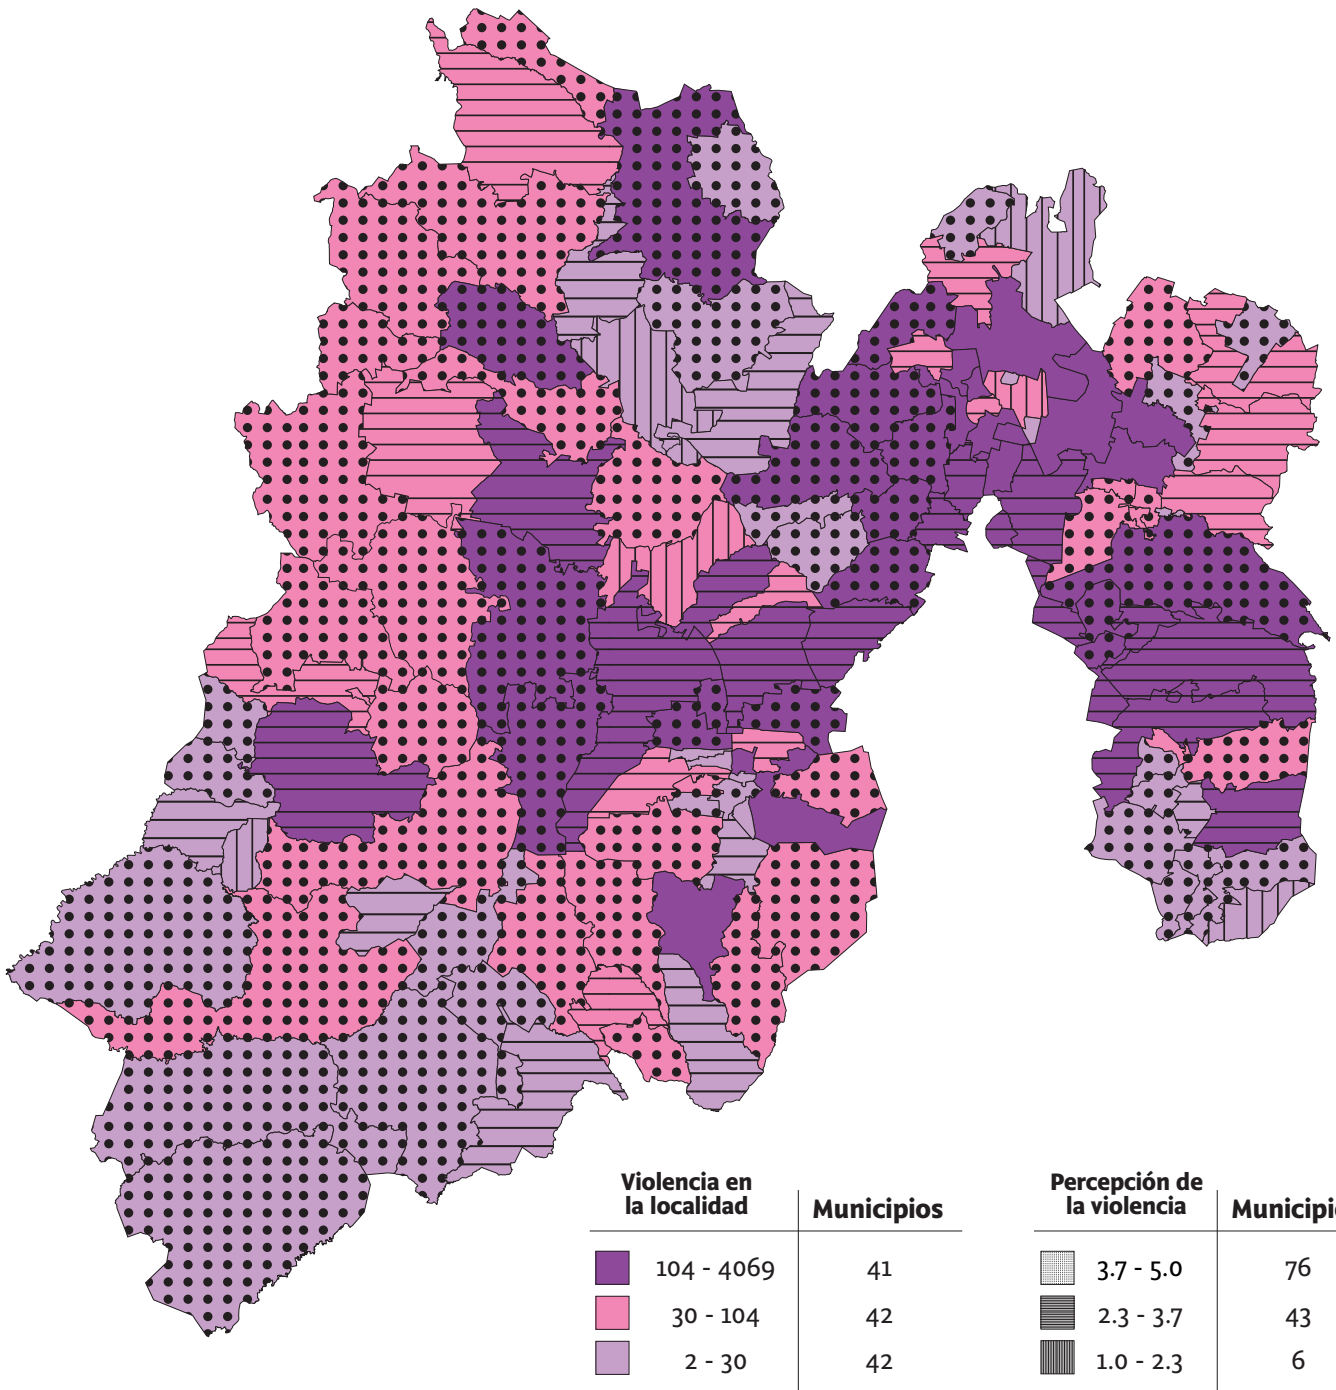 Violencia en
la localidad
Municipios
104 - 4069
41
30 - 104
42
2 - 30
42
Percepción de
la violencia
Municipio
3.7 - 5.0
76
2.3 - 3.7
43
1.0 - 2.3
6